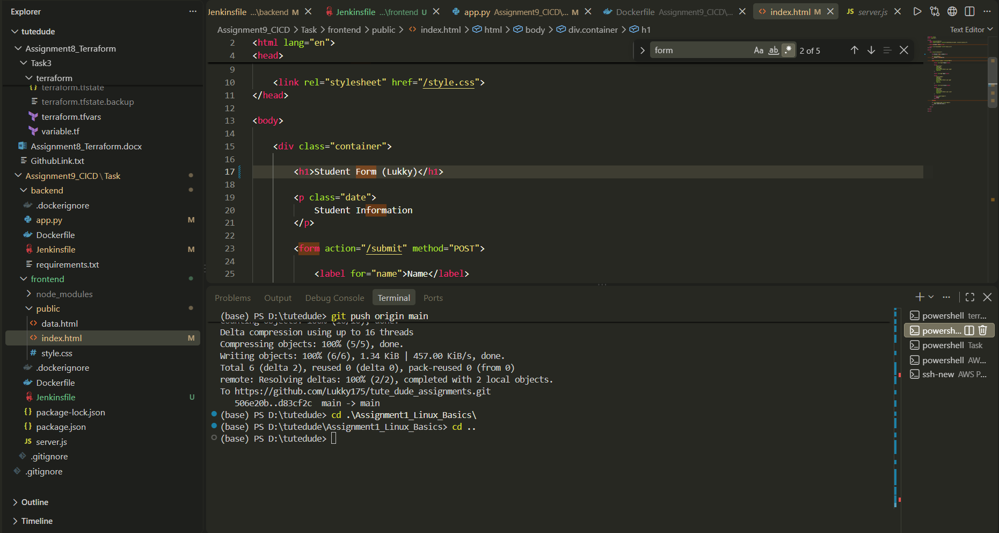 Explorer
tutedude
Assignment8_Terraform
Task3
terraform
terraform.tfstate
terraform.tfstate.backup
terraform.tfvars
variable.tf
Assignment8_Terraform.docx
GithubLink.txt
Assignment9_CICD\Task
backend
.dockerignore
app.py M
Dockerfile
Jenkinsfile M
requirements.txt
frontend
node_modules
public
data.html
index.html M
style.css
.dockerignore
Dockerfile
Jenkinsfile U
package-lock.json
package.json
server.js
.gitignore
.gitignore
Outline
Timeline
Jenkinsfile ...\backend M
Jenkinsfile ...\frontend U
app.py Assignment9_CICD\... M
Dockerfile Assignment9_CICD\...
index.html M
JS server.js
Assignment9_CICD > Task > frontend > public > index.html > html > body > div.container > h1
Text Editor
form Aa ab .* 2 of 5
2 <html lang="en">
4 <head>
9
10 <link rel="stylesheet" href="/style.css">
11 </head>
12
13 <body>
14
15 <div class="container">
16
17 <h1>Student Form (Lukky)</h1>
18
19 <p class="date">
20 Student Information
21 </p>
22
23 <form action="/submit" method="POST">
24
25 <label for="name">Name</label>
Problems Output Debug Console Terminal Ports
(base) PS D:\tutedude> git push origin main
Delta compression using up to 16 threads
Compressing objects: 100% (5/5), done.
Writing objects: 100% (6/6), 1.34 KiB | 457.00 KiB/s, done.
Total 6 (delta 2), reused 0 (delta 0), pack-reused 0 (from 0)
remote: Resolving deltas: 100% (2/2), completed with 2 local objects.
To https://github.com/Lukky175/tute_dude_assignments.git
506e20b..d83cf2c main -> main
(base) PS D:\tutedude> cd .\Assignment1_Linux_Basics\
(base) PS D:\tutedude\Assignment1_Linux_Basics> cd ..
(base) PS D:\tutedude>
powershell terr...
powersh...
powershell Task
powershell AW...
ssh-new AWS P...